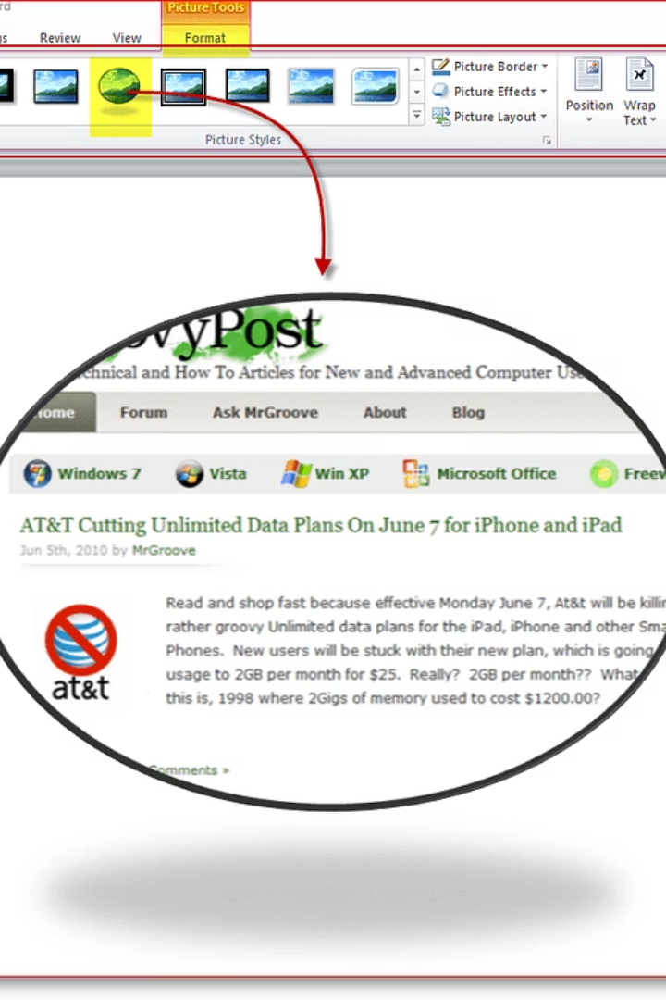 rd
Picture Tools
gs Review View Format
Picture Border
Picture Effects
Picture Layout
Position
Wrap
Text
Picture Styles
ovyPost
echnical and How To Articles for New and Advanced Computer Use
Home Forum Ask MrGroove About Blog
Windows 7 Vista Win XP Microsoft Office Freew
AT&T Cutting Unlimited Data Plans On June 7 for iPhone and iPad
Jun 5th, 2010 by MrGroove
Read and shop fast because effective Monday June 7, At&t will be killin
rather groovy Unlimited data plans for the iPad, iPhone and other Sma
Phones. New users will be stuck with their new plan, which is going
usage to 2GB per month for $25. Really? 2GB per month?? What
this is, 1998 where 2Gigs of memory used to cost $1200.00?
at&t
Comments »